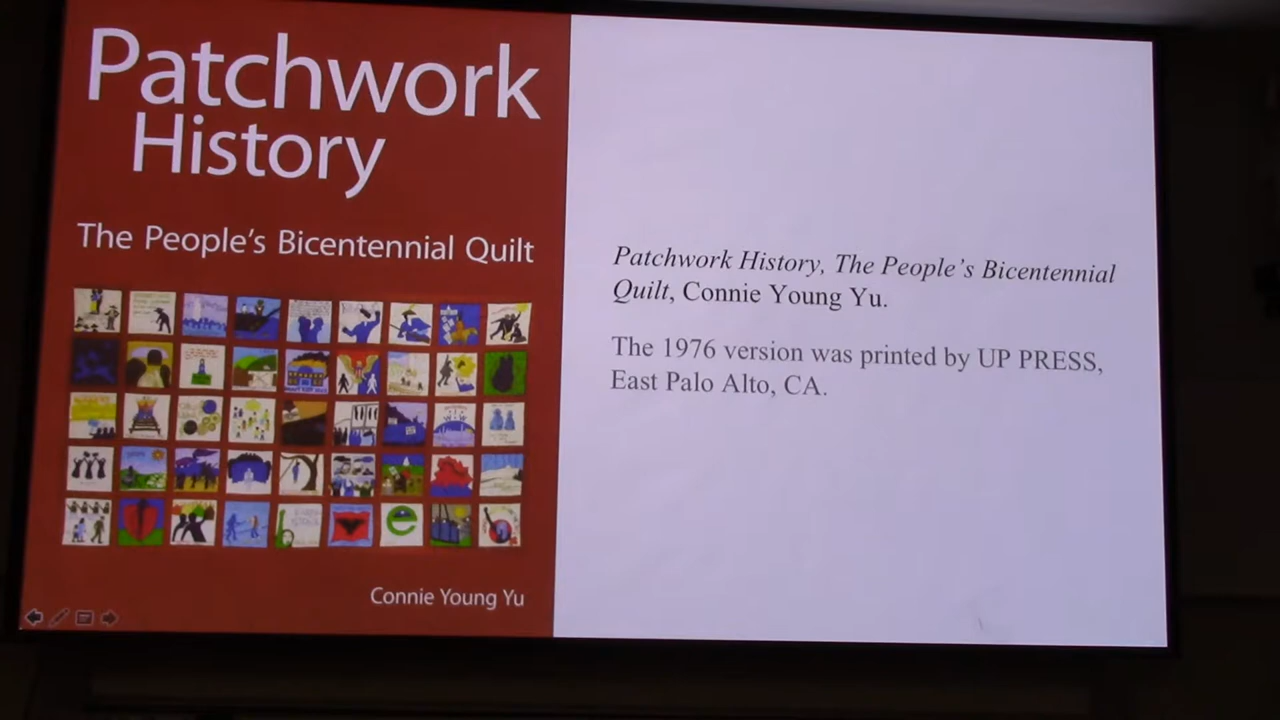 Patchwork
History
The People's Bicentennial Quilt
Connie Young Yu
Patchwork History, The People's Bicentennial
Quilt, Connie Young Yu.
The 1976 version was printed by UP PRESS,
East Palo Alto, CA.